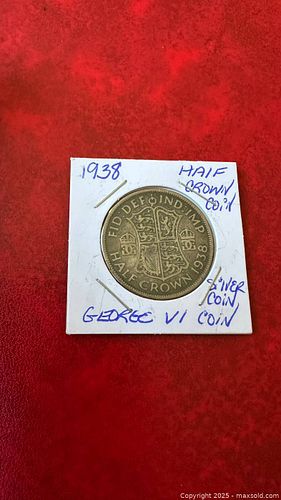 1938 HALF
CROWN
COIN
FID·DEF IND·IMP
HALF CROWN 1938
SILVER
COIN
GEORGE VI COIN
Copyright 2025 - maxsold.com